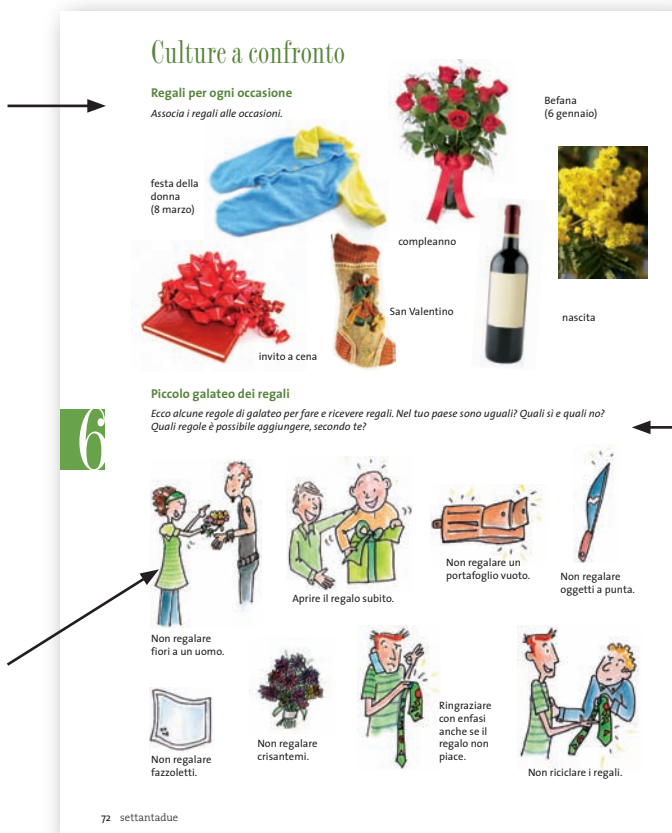 Culture a confronto
Regali per ogni occasione
Associa i regali alle occasioni.
Befana
(6 gennaio)
festa della
donna
(8 marzo)
compleanno
San Valentino
nascita
invito a cena
Piccolo galateo dei regali
Ecco alcune regole di galateo per fare e ricevere regali. Nel tuo paese sono uguali? Quali sì e quali no?
Quali regole è possibile aggiungere, secondo te?
6
Non regalare
fiori a un uomo.
Aprire il regalo subito.
Non regalare un
portafoglio vuoto.
Non regalare
oggetti a punta.
Non regalare
fazzoletti.
Non regalare
crisantemi.
Ringraziare
con enfasi
anche se il
regalo non
piace.
Non riciclare i regali.
72 settantadue